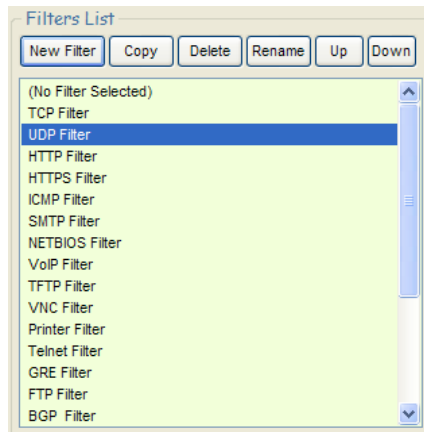 Filters List
New Filter Copy Delete Rename Up Down
(No Filter Selected)
TCP Filter
UDP Filter
HTTP Filter
HTTPS Filter
ICMP Filter
SMTP Filter
NETBIOS Filter
VoIP Filter
TFTP Filter
VNC Filter
Printer Filter
Telnet Filter
GRE Filter
FTP Filter
BGP Filter